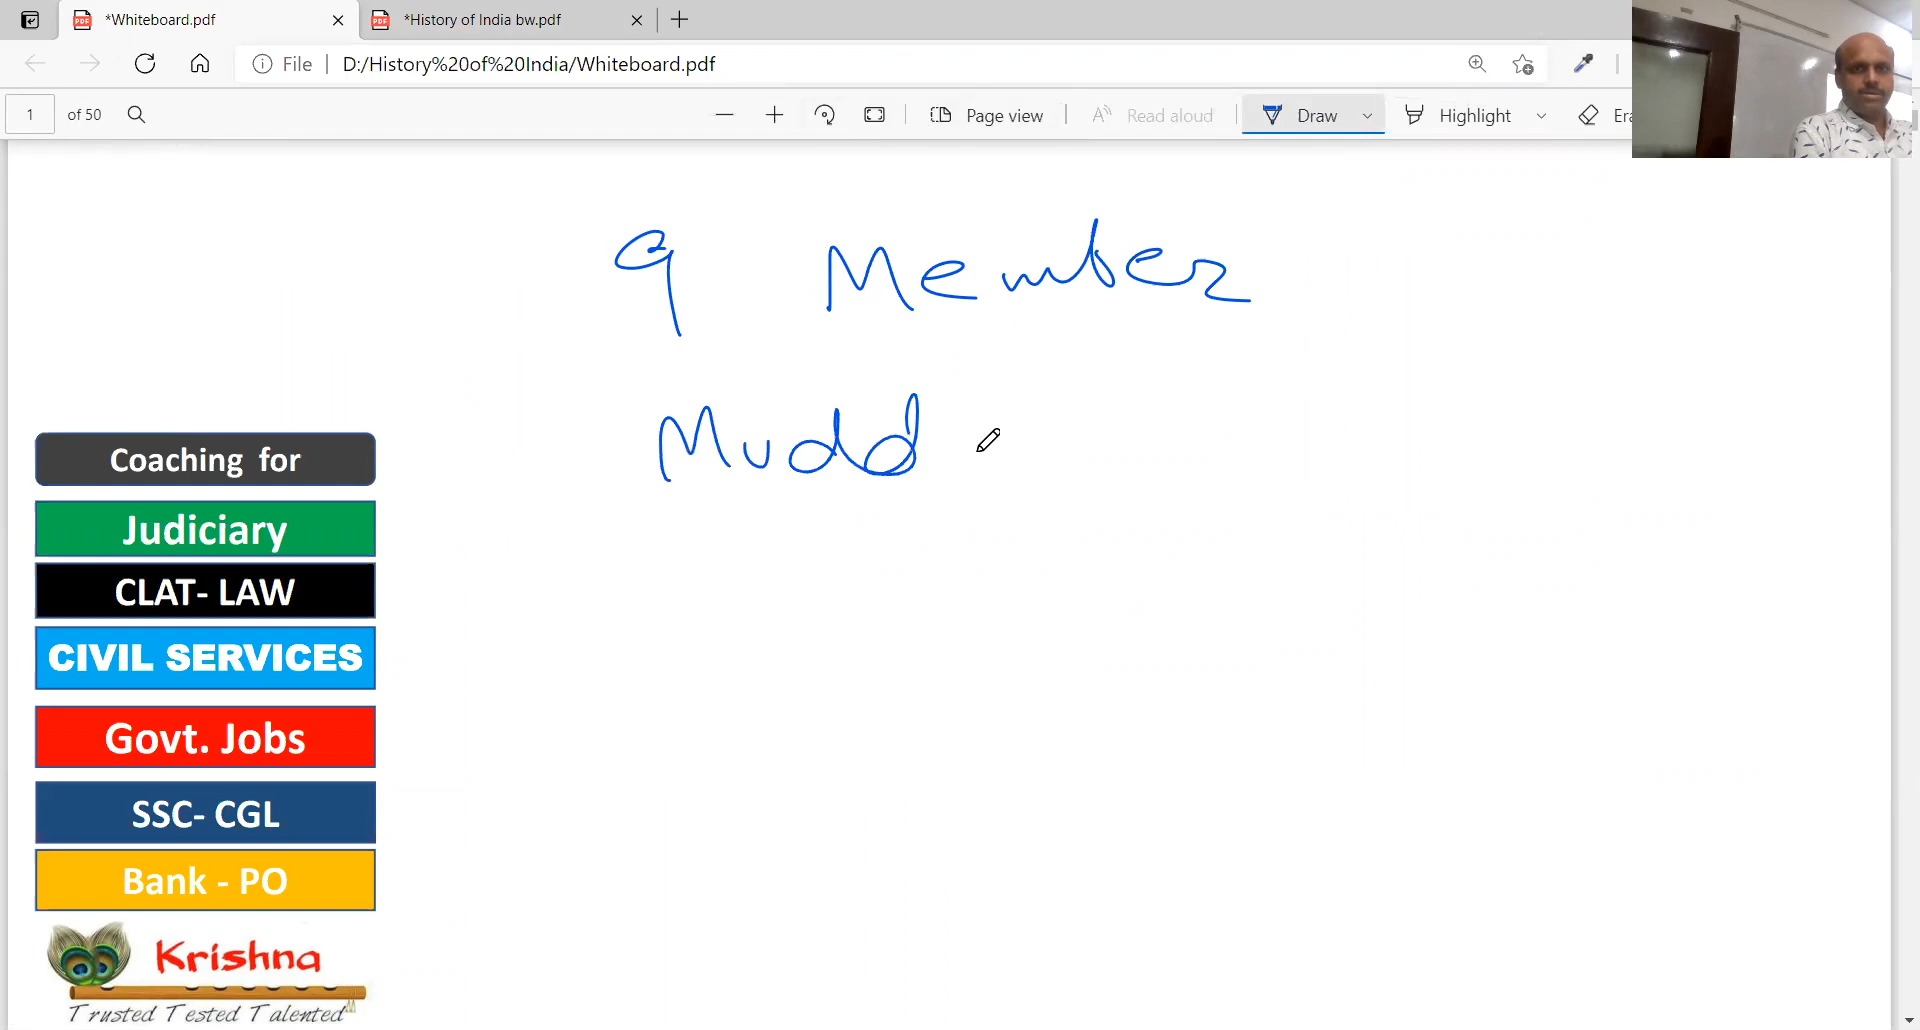 *Whiteboard.pdf
*History of India bw.pdf
File | D:/History%20of%20India/Whiteboard.pdf
1 of 50
Page view
Read aloud
Draw
Highlight
Era
9 Member
Mudd
Coaching for
Judiciary
CLAT- LAW
CIVIL SERVICES
Govt. Jobs
SSC- CGL
Bank - PO
Krishna
Trusted Tested Talented